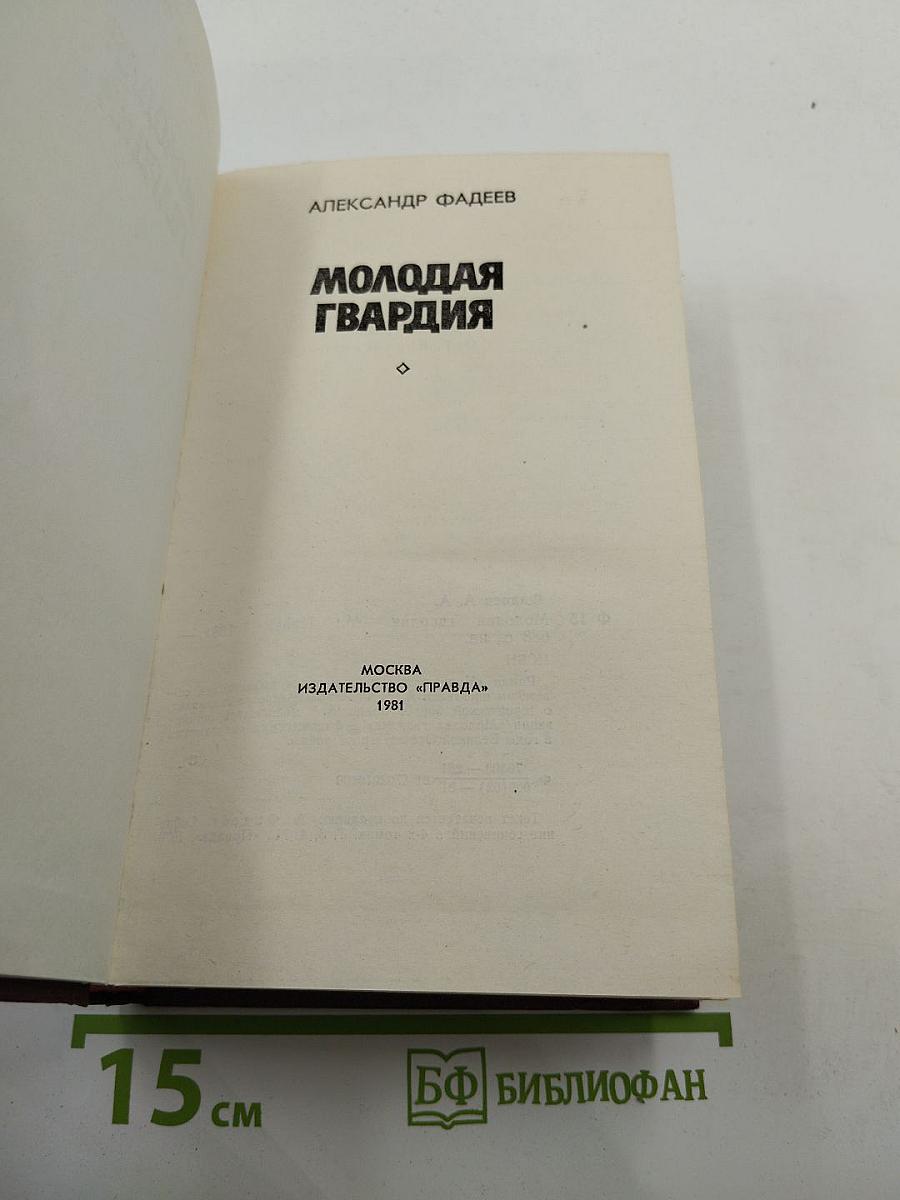 АЛЕКСАНДР ФАДЕЕВ
МОЛОДАЯ
ГВАРДИЯ
МОСКВА
ИЗДАТЕЛЬСТВО «ПРАВДА»
1981
15 см
БФ БИБЛИОФАН